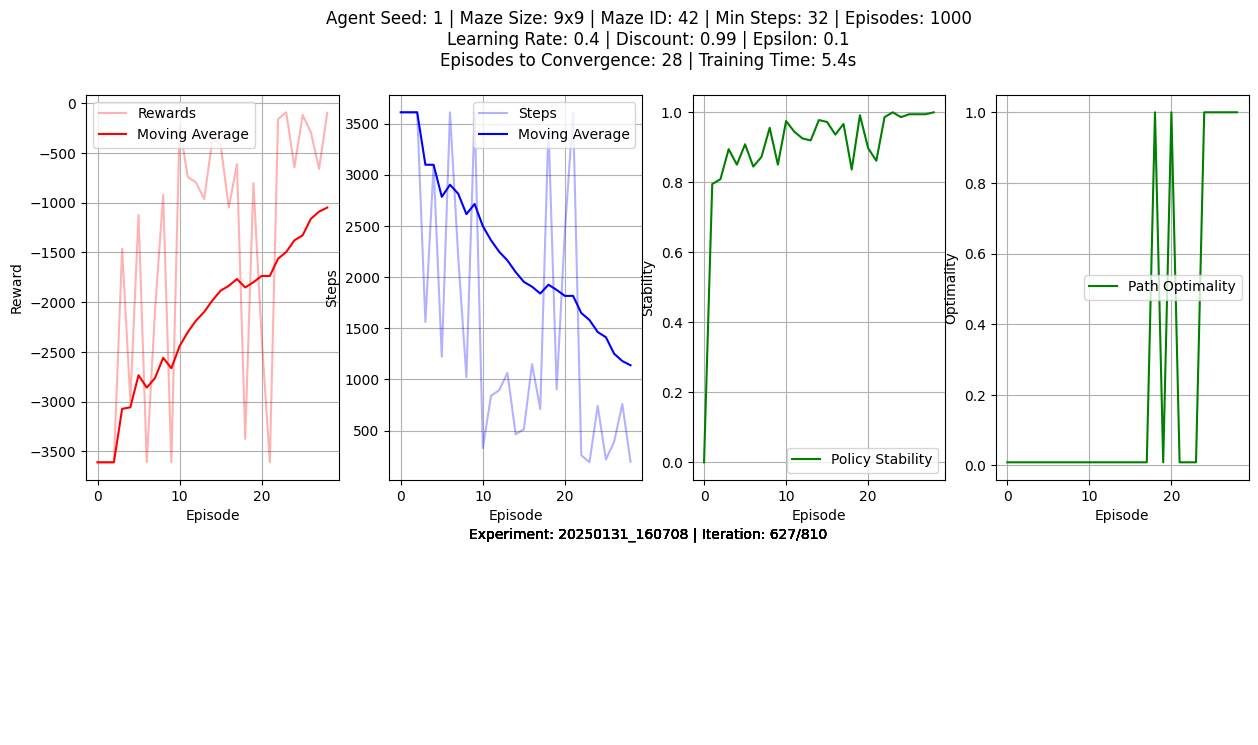 Agent Seed: 1 | Maze Size: 9x9 | Maze ID: 42 | Min Steps: 32 | Episodes: 1000
Learning Rate: 0.4 | Discount: 0.99 | Epsilon: 0.1
Episodes to Convergence: 28 | Training Time: 5.4s
Reward
0
−500
−1000
−1500
−2000
−2500
−3000
−3500
Rewards
Moving Average
0
10
20
Episode
Steps
3500
3000
2500
2000
1500
1000
500
Steps
Moving Average
0
10
20
Episode
Stability
1.0
0.8
0.6
0.4
0.2
0.0
Policy Stability
0
10
20
Episode
Optimality
1.0
0.8
0.6
0.4
0.2
0.0
Path Optimality
0
10
20
Episode
Experiment: 20250131_160708 | Iteration: 627/810